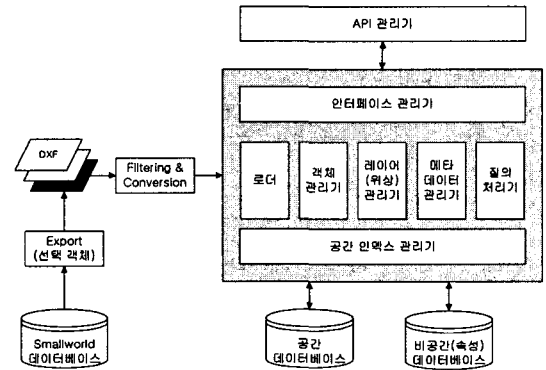 API 관리기
인터페이스 관리기
DXF
Filtering &
Conversion
로더
객체
관리기
레이어
(위상)
관리기
메타
데이터
관리기
질의
처리기
Export
(선택 객체)
공간 인덱스 관리기
Smallworld
데이터베이스
공간
데이터베이스
비공간(속성)
데이터베이스